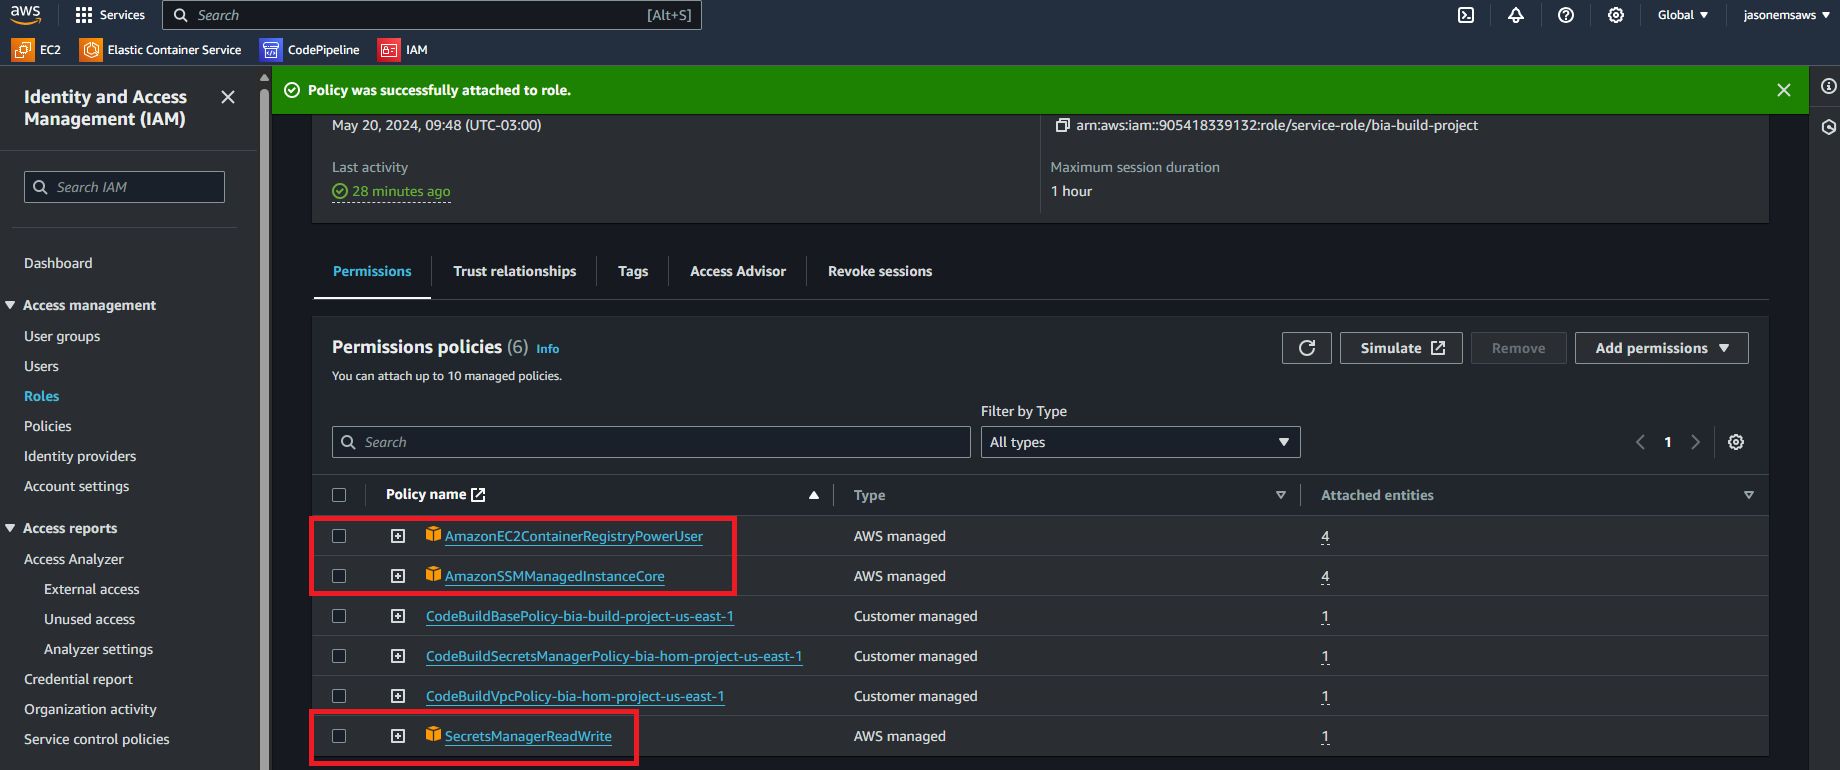 aws
Services
Search
[Alt+S]
Global
jasonemsaws
EC2
Elastic Container Service
CodePipeline
IAM
Identity and Access
Management (IAM)
Search IAM
Dashboard
Access management
User groups
Users
Roles
Policies
Identity providers
Account settings
Access reports
Access Analyzer
External access
Unused access
Analyzer settings
Credential report
Organization activity
Service control policies
Policy was successfully attached to role.
May 20, 2024, 09:48 (UTC-03:00)
arn:aws:iam::905418339132:role/service-role/bia-build-project
Last activity
28 minutes ago
Maximum session duration
1 hour
Permissions
Trust relationships
Tags
Access Advisor
Revoke sessions
Permissions policies (6) Info
You can attach up to 10 managed policies.
Simulate
Remove
Add permissions
Filter by Type
Search
All types
1
Policy name
Type
Attached entities
AmazonEC2ContainerRegistryPowerUser
AWS managed
4
AmazonSSMManagedInstanceCore
AWS managed
4
CodeBuildBasePolicy-bia-build-project-us-east-1
Customer managed
1
CodeBuildSecretsManagerPolicy-bia-hom-project-us-east-1
Customer managed
1
CodeBuildVpcPolicy-bia-hom-project-us-east-1
Customer managed
1
SecretsManagerReadWrite
AWS managed
1